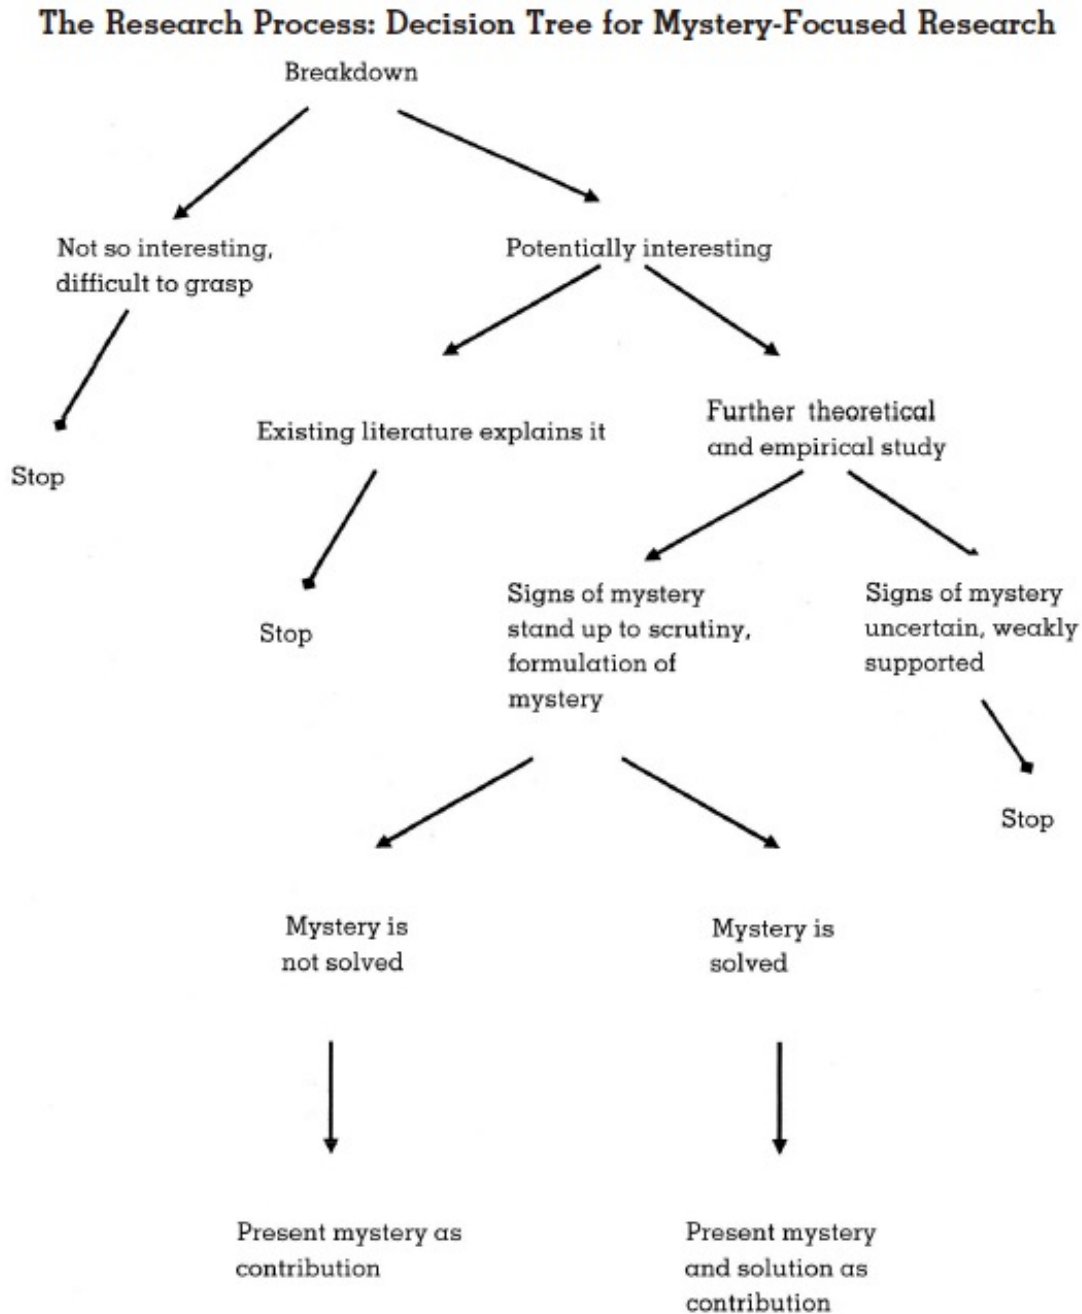 The Research Process: Decision Tree for Mystery-Focused Research
Breakdown
Not so interesting,
difficult to grasp
Potentially interesting
Stop
Existing literature explains it
Further theoretical
and empirical study
Stop
Signs of mystery
stand up to scrutiny,
formulation of
mystery
Signs of mystery
uncertain, weakly
supported
Stop
Mystery is
not solved
Mystery is
solved
Present mystery as
contribution
Present mystery
and solution as
contribution